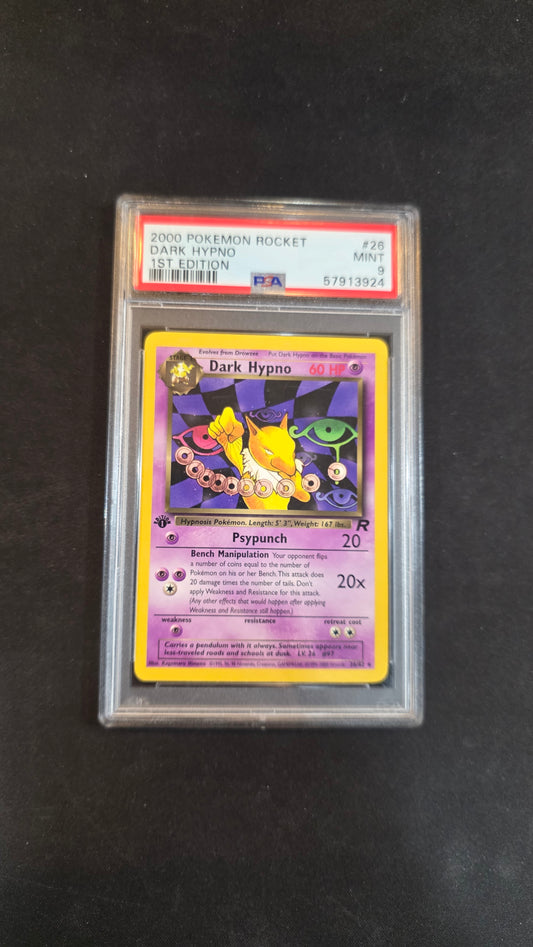 2000 POKEMON ROCKET #26
DARK HYPNO MINT
1ST EDITION 9
PSA 57913924
Evolves from Drowzee Put Dark Hypno on the Basic Pokémon
STAGE 1
Dark Hypno 60 HP
EDITION
1
Hypnosis Pokémon. Length: 5' 3", Weight: 167 lbs.
R
Psypunch 20
Bench Manipulation Your opponent flips
a number of coins equal to the number of
Pokémon on his or her Bench. This attack does
20 damage times the number of tails. Don't
apply Weakness and Resistance for this attack.
(Any other effects that would happen after applying
Weakness and Resistance still happen.)
20x
weakness resistance retreat cost
Carries a pendulum with it always. Sometimes appears near
less-traveled roads and schools at dusk. LV. 26 #97
Illus. 26/82